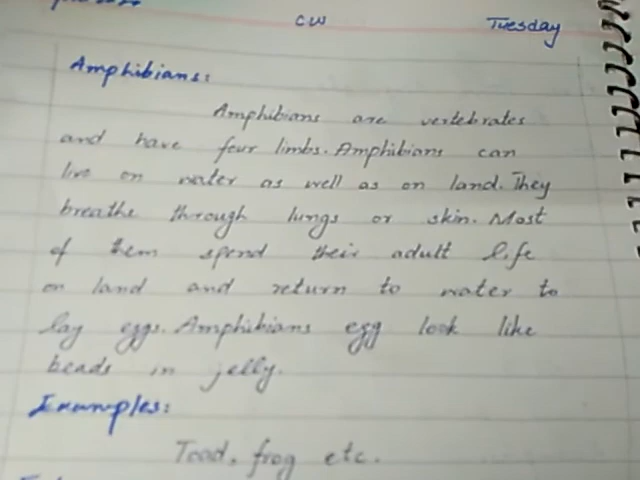 CW Tuesday
Amphibians:
Amphibians are vertebrates
and have four limbs. Amphibians can
live on water as well as on land. They
breathe through lungs or skin. Most
of them spend their adult life
on land and return to water to
lay eggs. Amphibians egg look like
beads in jelly.
Examples:
Toad, frog etc.